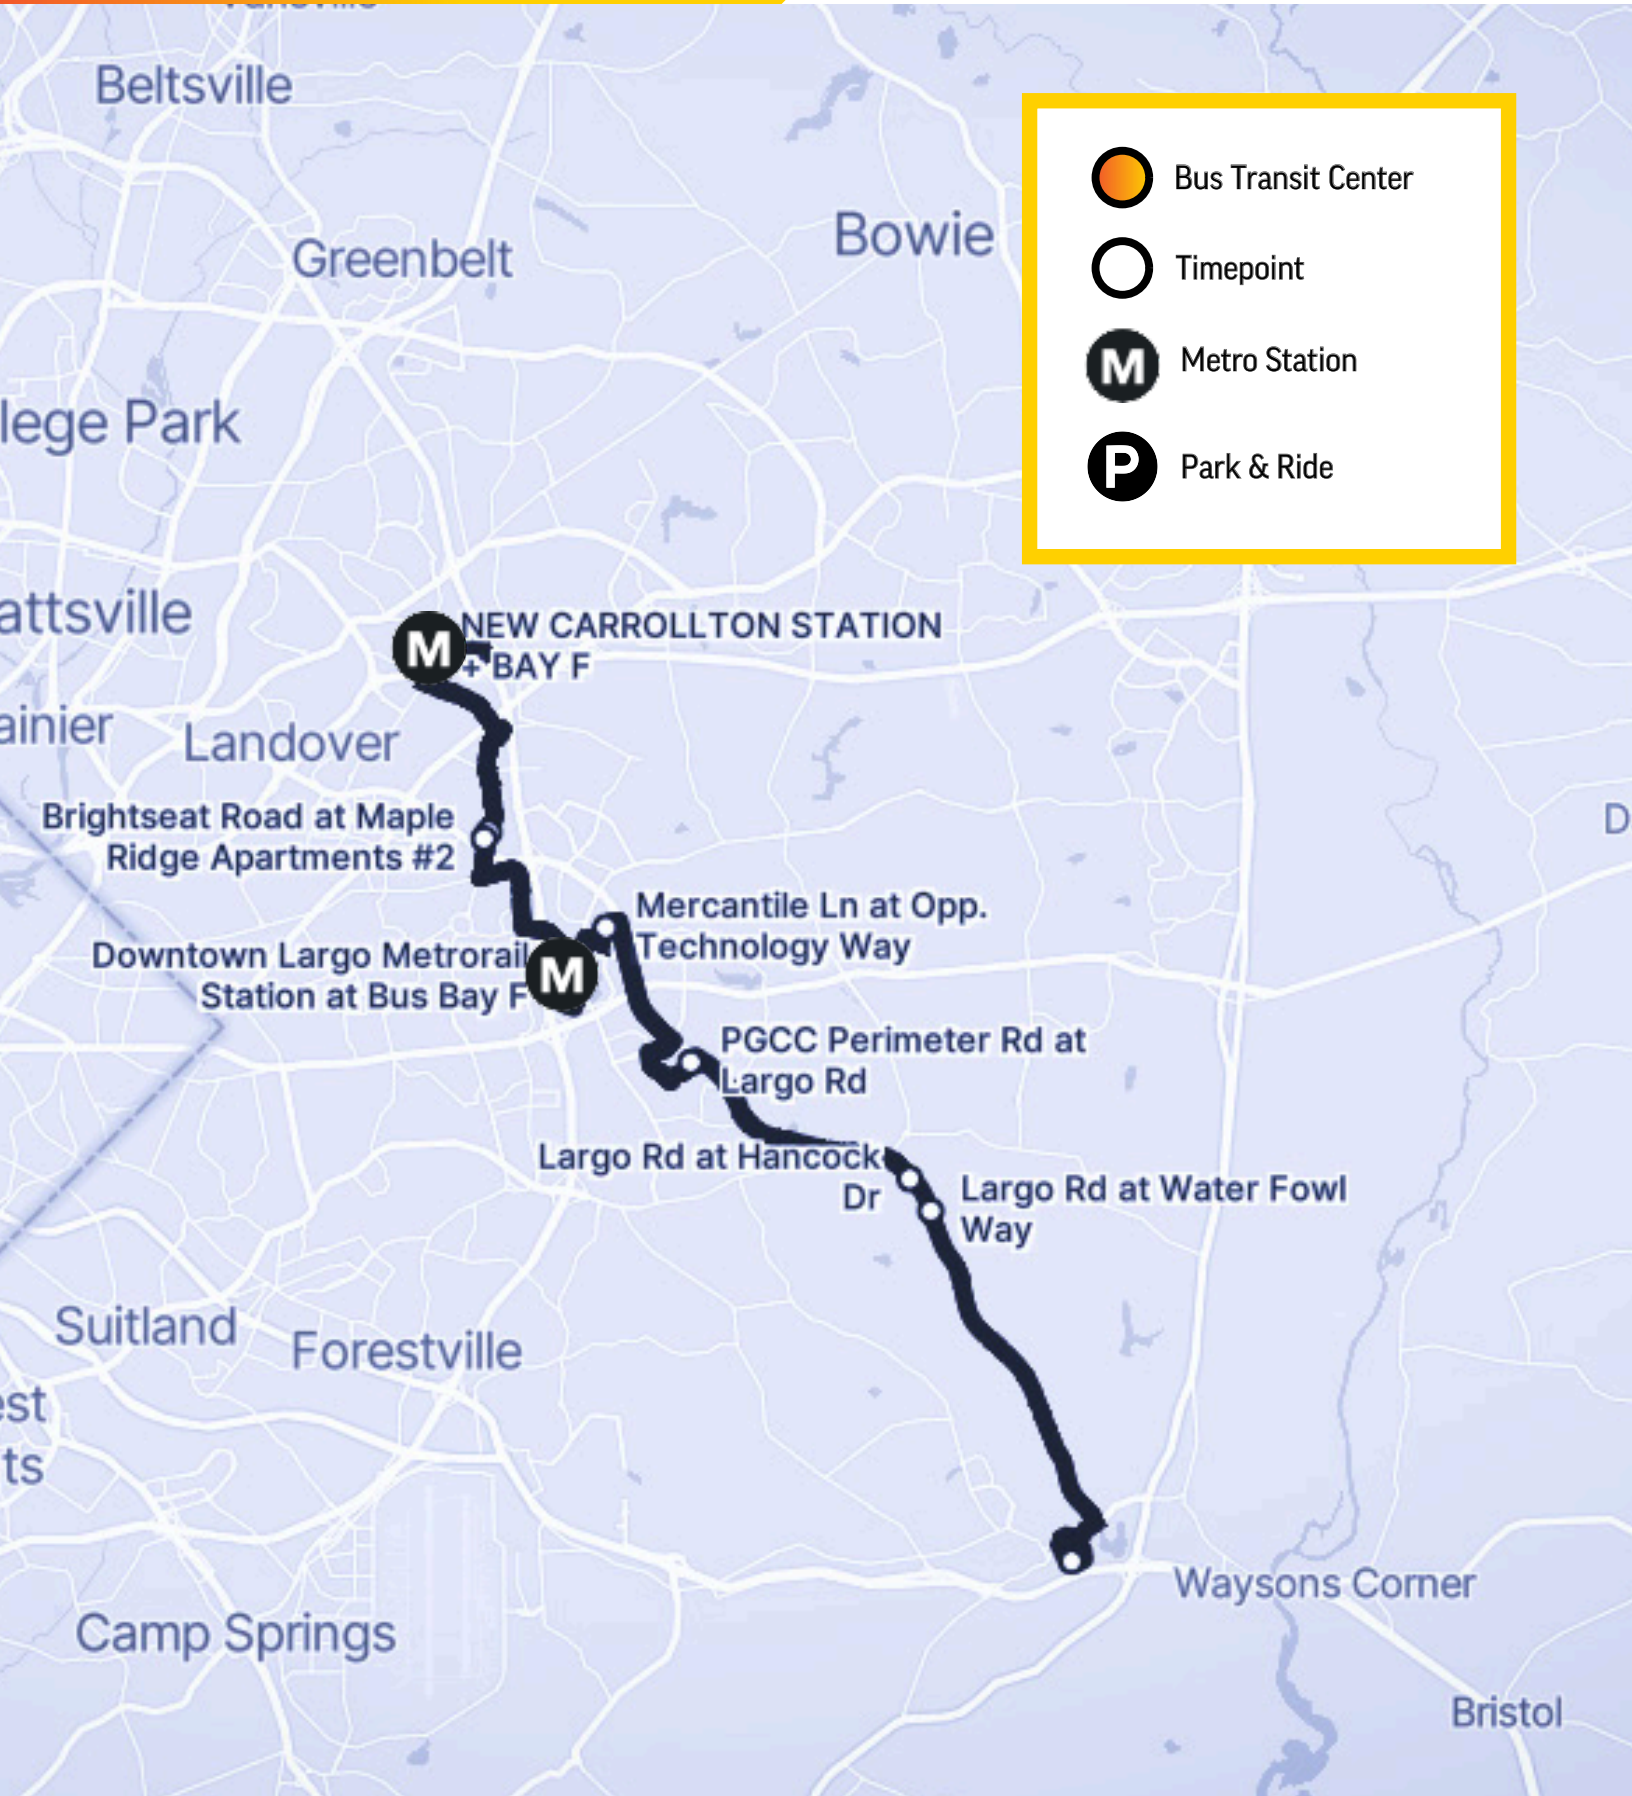 Beltsville
Bus Transit Center
Bowie
Greenbelt
Timepoint
Metro Station
lege Park
Park & Ride
attsville
NEW CARROLLTON STATION
+ BAY F
ainier
Landover
Brightseat Road at Maple
Ridge Apartments #2
D
Mercantile Ln at Opp.
Technology Way
Downtown Largo Metrorail
Station at Bus Bay F
PGCC Perimeter Rd at
Largo Rd
Largo Rd at Hancock
Dr
Largo Rd at Water Fowl
Way
Suitland
Forestville
est
ts
Waysons Corner
Camp Springs
Bristol
M
M
M
P